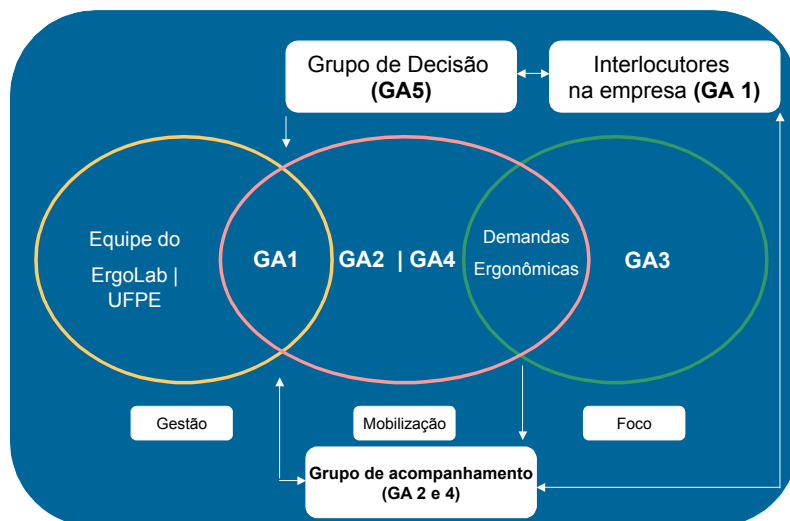 Grupo de Decisão
(GA5)
Interlocutores
na empresa (GA 1)
Equipe do
ErgoLab |
UFPE
GA1
GA2 | GA4
Demandas
Ergonômicas
GA3
Gestão
Mobilização
Foco
Grupo de acompanhamento
(GA 2 e 4)